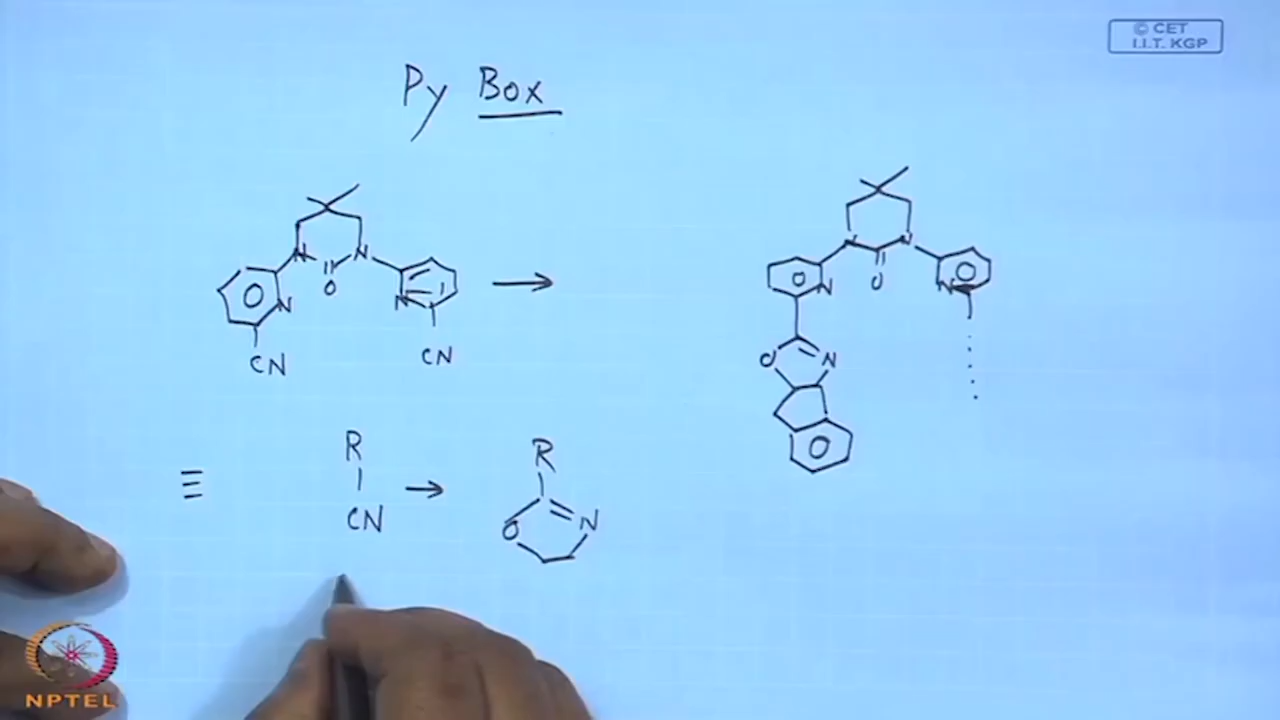 © CET
I.I.T. KGP
Py Box
N N
O
N N
CN CN
N N
O
N N
O N
R R
CN O N
NPTEL